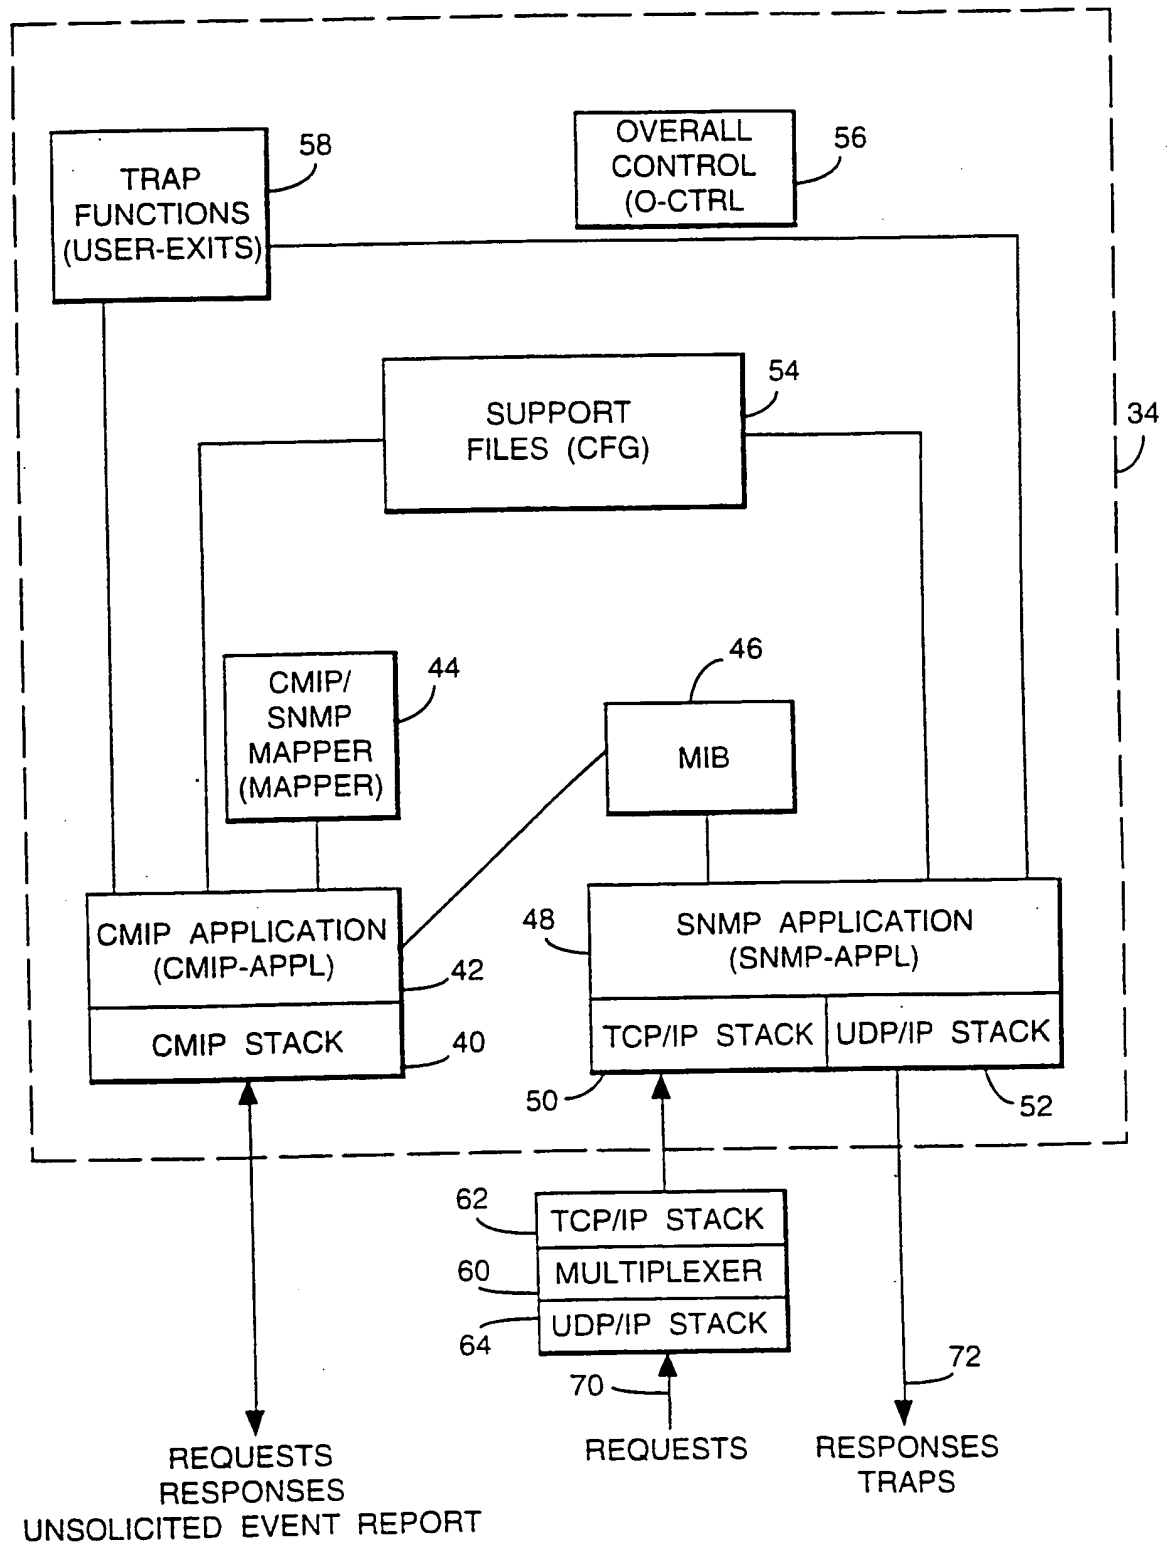 58
TRAP
FUNCTIONS
(USER-EXITS)
OVERALL
CONTROL
(O-CTRL
56
54
SUPPORT
FILES (CFG)
34
44
CMIP/
SNMP
MAPPER
(MAPPER)
46
MIB
CMIP APPLICATION
(CMIP-APPL)
42
CMIP STACK
40
48
SNMP APPLICATION
(SNMP-APPL)
TCP/IP STACK
UDP/IP STACK
50
52
62
TCP/IP STACK
60
MULTIPLEXER
64
UDP/IP STACK
70
72
REQUESTS
RESPONSES
UNSOLICITED EVENT REPORT
REQUESTS
RESPONSES
TRAPS